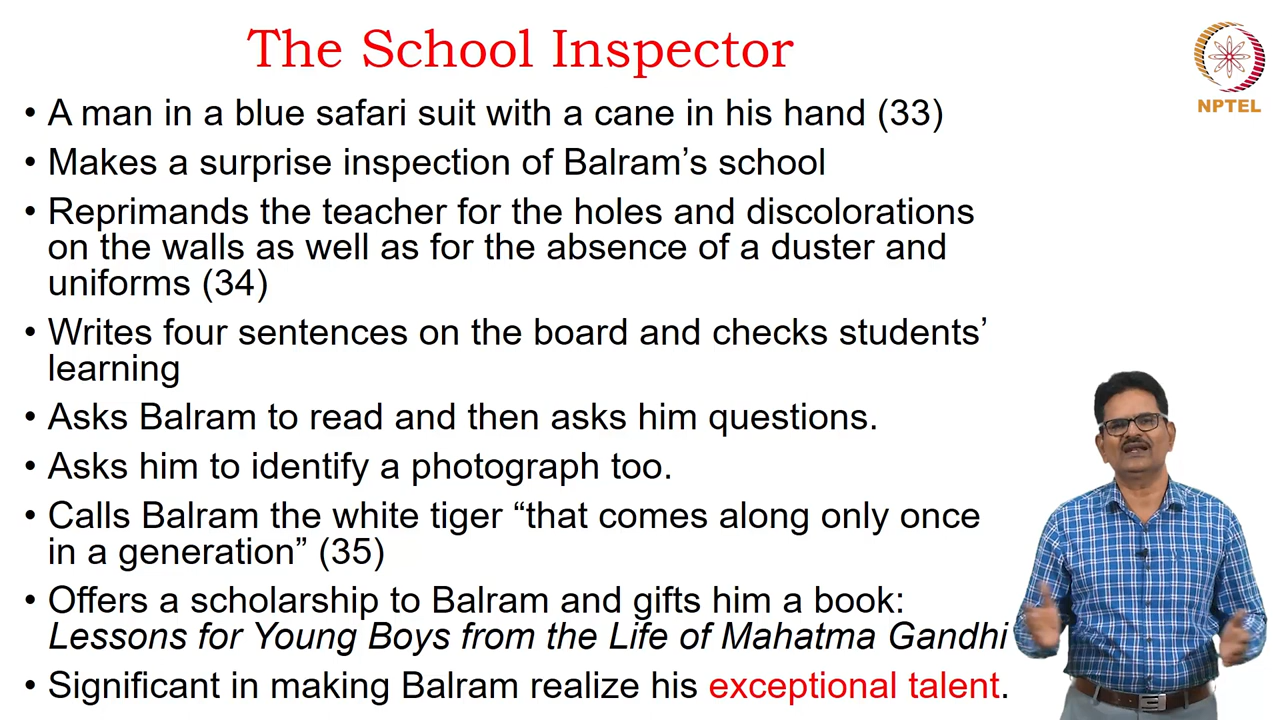 The School Inspector
NPTEL
• A man in a blue safari suit with a cane in his hand (33)
• Makes a surprise inspection of Balram’s school
• Reprimands the teacher for the holes and discolorations
on the walls as well as for the absence of a duster and
uniforms (34)
• Writes four sentences on the board and checks students’
learning
• Asks Balram to read and then asks him questions.
• Asks him to identify a photograph too.
• Calls Balram the white tiger “that comes along only once
in a generation” (35)
• Offers a scholarship to Balram and gifts him a book:
Lessons for Young Boys from the Life of Mahatma Gandhi
• Significant in making Balram realize his exceptional talent.